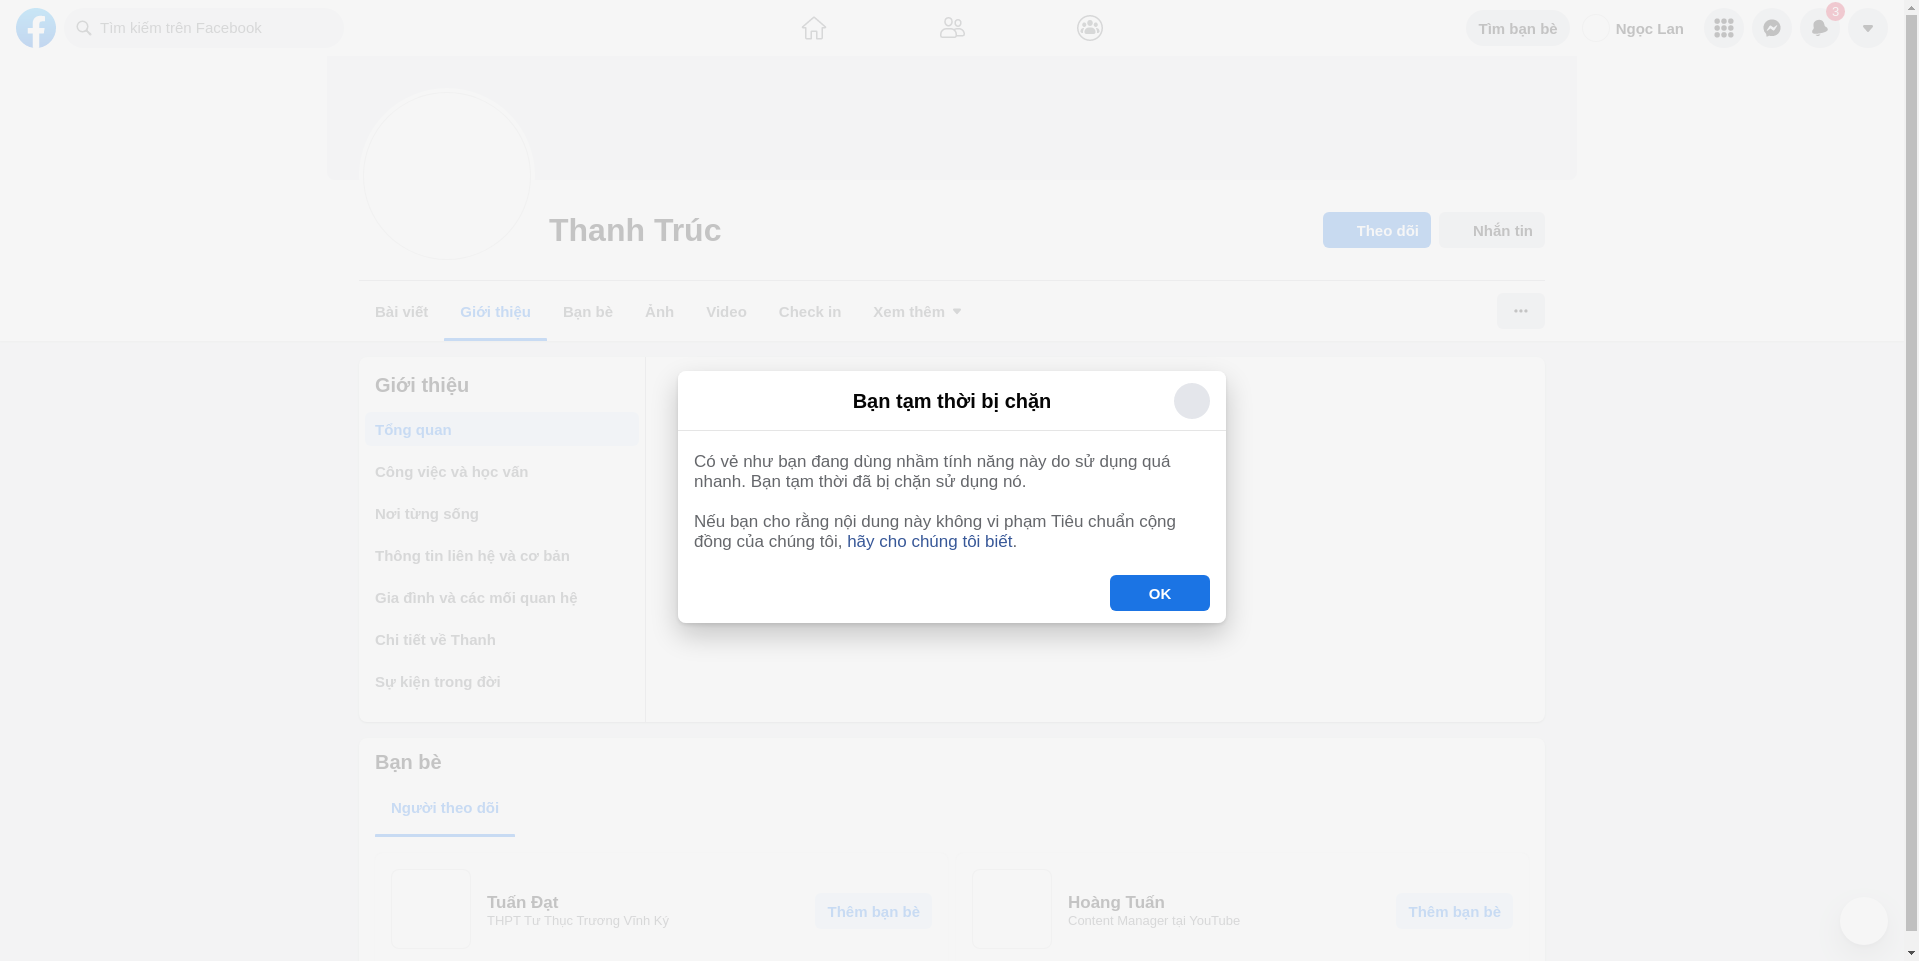 Tìm kiếm trên Facebook
Tìm bạn bè
Ngọc Lan
3
Thanh Trúc
Theo dõi
Nhắn tin
Bài viết
Giới thiệu
Bạn bè
Ảnh
Video
Check in
Xem thêm
Giới thiệu
Tổng quan
Công việc và học vấn
Nơi từng sống
Thông tin liên hệ và cơ bản
Gia đình và các mối quan hệ
Chi tiết về Thanh
Sự kiện trong đời
Bạn tạm thời bị chặn
Có vẻ như bạn đang dùng nhầm tính năng này do sử dụng quá
nhanh. Bạn tạm thời đã bị chặn sử dụng nó.
Nếu bạn cho rằng nội dung này không vi phạm Tiêu chuẩn cộng
đồng của chúng tôi, hãy cho chúng tôi biết.
OK
Bạn bè
Người theo dõi
Tuấn Đạt
THPT Tư Thục Trương Vĩnh Ký
Thêm bạn bè
Hoàng Tuấn
Content Manager tại YouTube
Thêm bạn bè